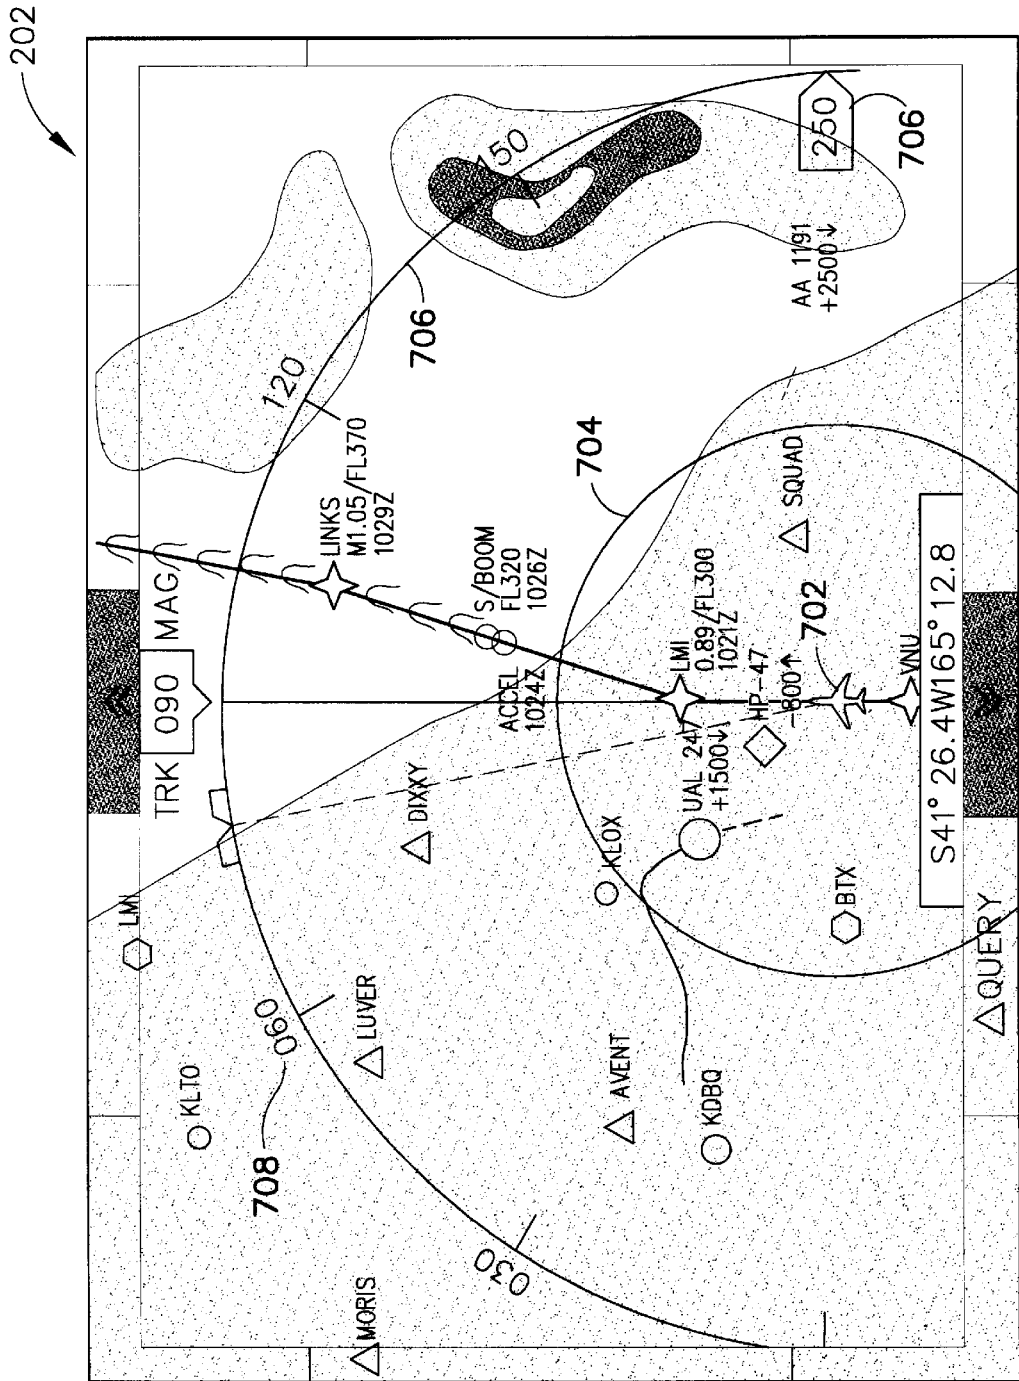 202
LMI
TRK 090 MAG
KLTO
060
120
708
MORIS
LUVER
DIXXY
LINKS
M1.05/FL370
1029Z
706
150
030
ACCEL
1024Z
S/BOOM
FL320
1026Z
704
AVENT
KLOX
KDBQ
UAL 247
+1500↓
LMI
0.89/FL300
1021Z
HP-47
-800↑
SQUAD
AA 1191
+2500↓
250
706
702
BTX
VNU
S41° 26.4W165° 12.8
QUERY